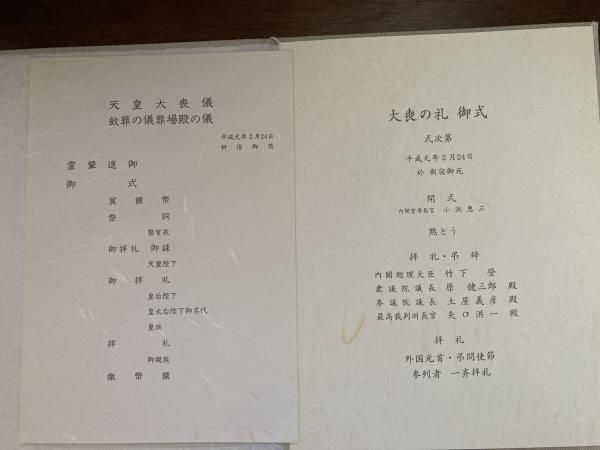 天皇大喪儀
斂葬の儀葬場殿の儀
平成元年2月24日
新宿御苑
霊輦進御
御式
奠饌幣
祭詞
祭官長
御拝礼 御誄
天皇陛下
御拝礼
皇后陛下
皇太后陛下御名代
皇族
拝礼
御親族
徹幣饌
大喪の礼 御式
式次第
平成元年2月24日
於 新宿御苑
開式
内閣官房長官 小渕恵三
黙とう
拝礼・弔辞
内閣総理大臣 竹下 登
衆議院議長 原 健三郎 殿
参議院議長 土屋義彦 殿
最高裁判所長官 矢口洪一 殿
拝礼
外国元首・弔問使節
参列者 一斉拝礼